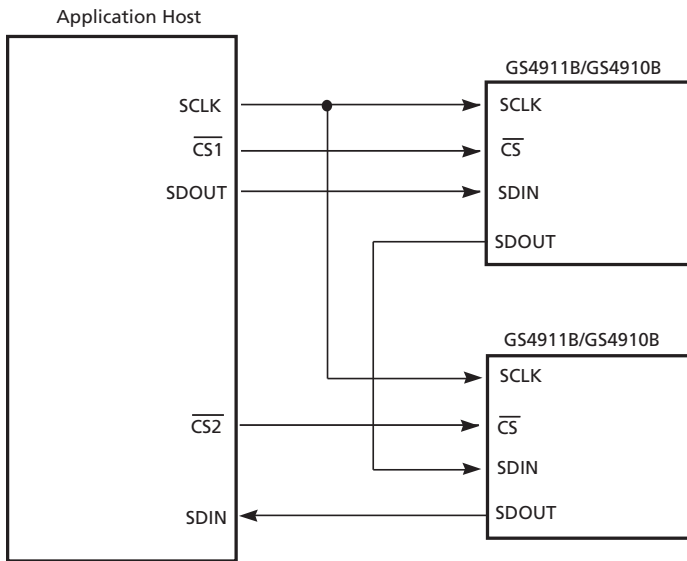 Application Host
GS4911B/GS4910B
SCLK
SCLK
CS1
CS
SDOUT
SDIN
SDOUT
GS4911B/GS4910B
SCLK
CS2
CS
SDIN
SDIN
SDOUT